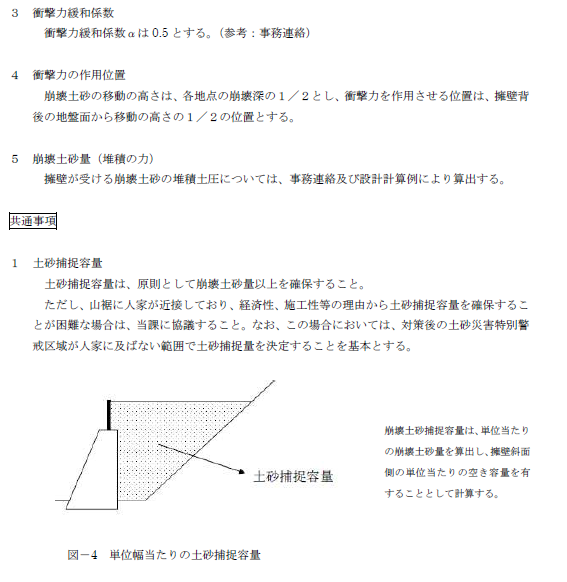 3 衝撃力緩和係数
衝撃力緩和係数αは0.5とする。（参考：事務連絡）
4 衝撃力の作用位置
崩壊土砂の移動の高さは、各地点の崩壊深の１／２とし、衝撃力を作用させる位置は、擁壁背
後の地盤面から移動の高さの１／２の位置とする。
5 崩壊土砂量（堆積の力）
擁壁が受ける崩壊土砂の堆積土圧については、事務連絡及び設計計算例により算出する。
共通事項
1 土砂捕捉容量
土砂捕捉容量は、原則として崩壊土砂量以上を確保すること。
ただし、山裾に人家が近接しており、経済性、施工性等の理由から土砂捕捉容量を確保するこ
とが困難な場合は、当課に協議すること。なお、この場合においては、対策後の土砂災害特別警
戒区域が人家に及ばない範囲で土砂捕捉量を決定することを基本とする。
崩壊土砂捕捉容量は、単位当たり
の崩壊土砂量を算出し、擁壁斜面
側の単位当たりの空き容量を有
することとして計算する。
土砂捕捉容量
図－4 単位幅当たりの土砂捕捉容量